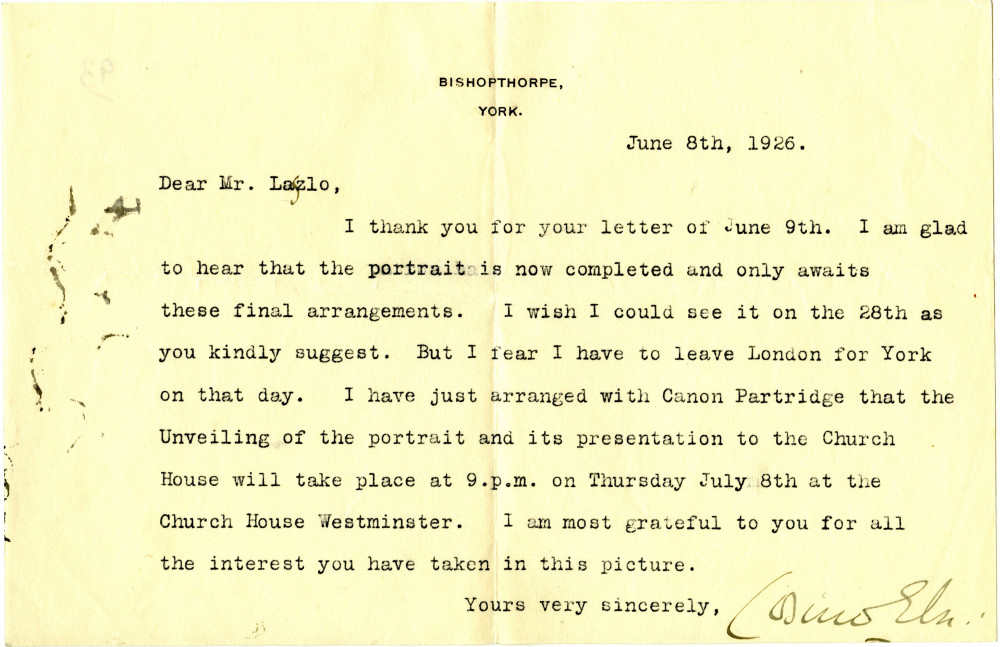 BISHOPTHORPE,
YORK.
June 8th, 1926.
Dear Mr. Laszlo,
I thank you for your letter of June 9th. I am glad
to hear that the portrait is now completed and only awaits
these final arrangements. I wish I could see it on the 28th as
you kindly suggest. But I fear I have to leave London for York
on that day. I have just arranged with Canon Partridge that the
Unveiling of the portrait and its presentation to the Church
House will take place at 9.p.m. on Thursday July 8th at the
Church House Westminster. I am most grateful to you for all
the interest you have taken in this picture.
Yours very sincerely, Cosmo Ebor: